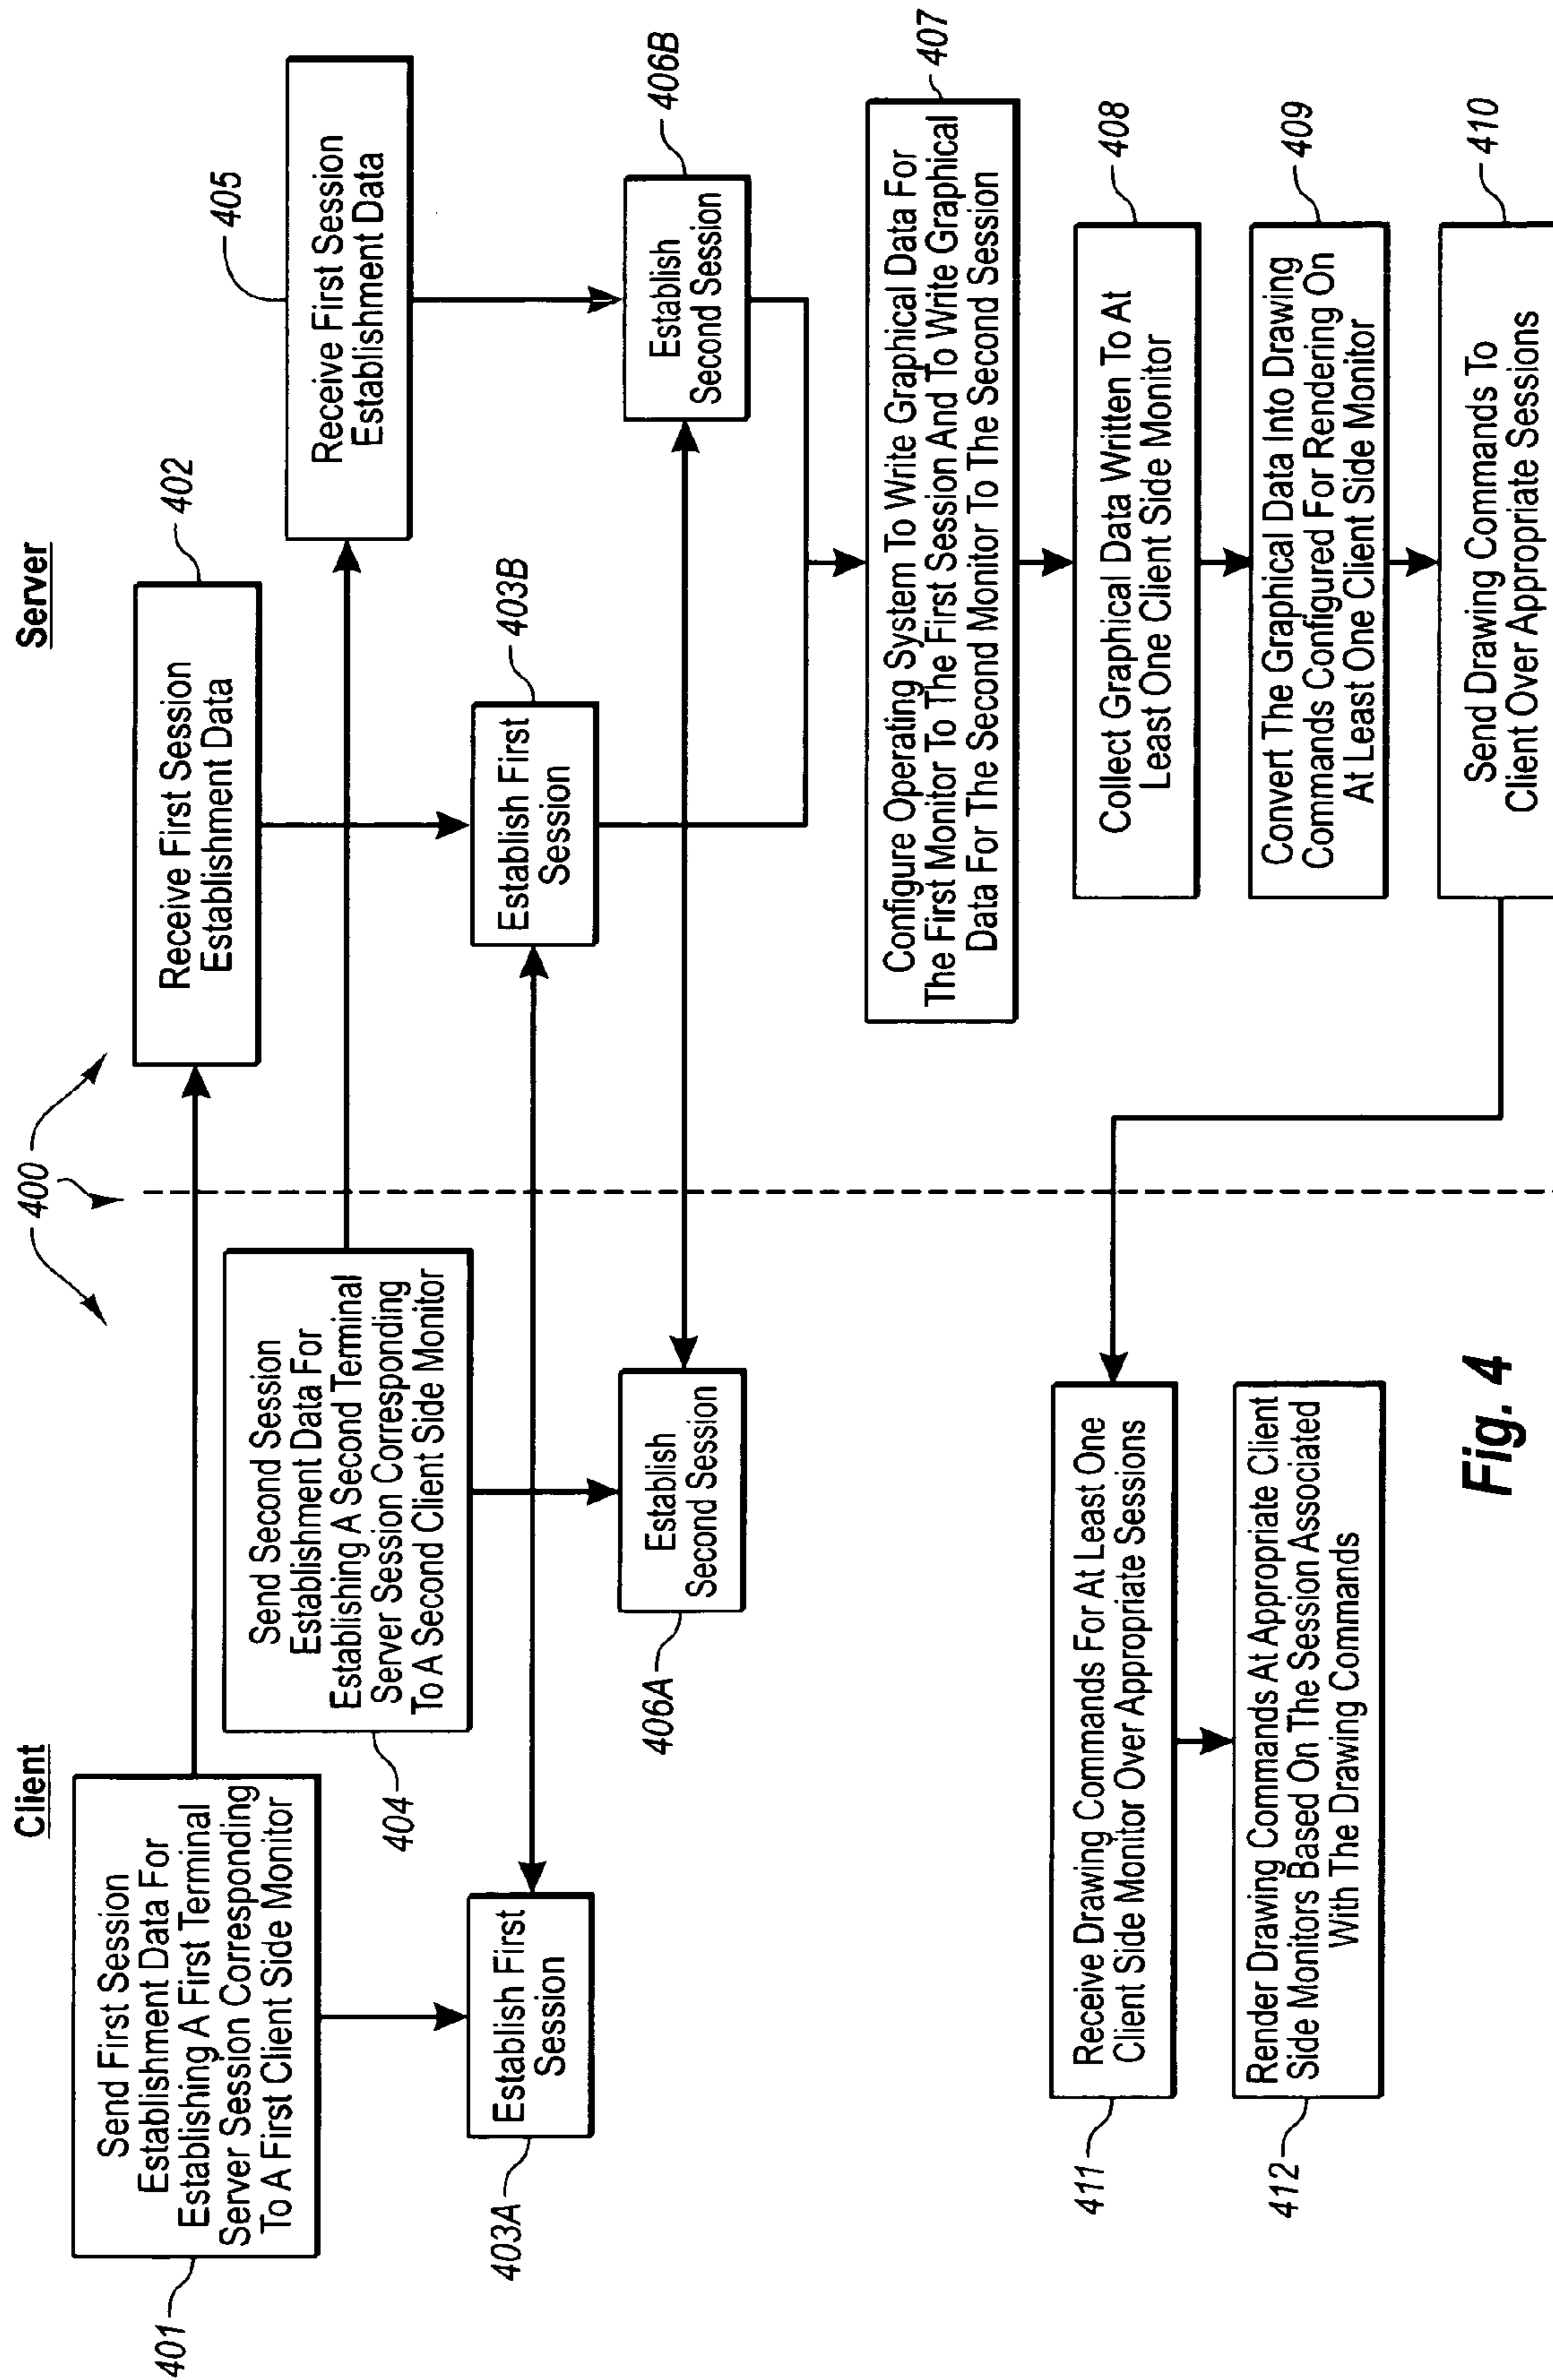 Client
Server
400
401
Send First Session
Establishment Data For
Establishing A First Terminal
Server Session Corresponding
To A First Client Side Monitor
Receive First Session
Establishment Data
402
404
Send Second Session
Establishment Data For
Establishing A Second Terminal
Server Session Corresponding
To A Second Client Side Monitor
405
Receive First Session
Establishment Data
403A
Establish First
Session
Establish First
Session
403B
406A
Establish
Second Session
Establish
Second Session
406B
Configure Operating System To Write Graphical Data For
The First Monitor To The First Session And To Write Graphical
Data For The Second Monitor To The Second Session
407
Collect Graphical Data Written To At
Least One Client Side Monitor
408
Convert The Graphical Data Into Drawing
Commands Configured For Rendering On
At Least One Client Side Monitor
409
Send Drawing Commands To
Client Over Appropriate Sessions
410
411
Receive Drawing Commands For At Least One
Client Side Monitor Over Appropriate Sessions
412
Render Drawing Commands At Appropriate Client
Side Monitors Based On The Session Associated
With The Drawing Commands
Fig. 4